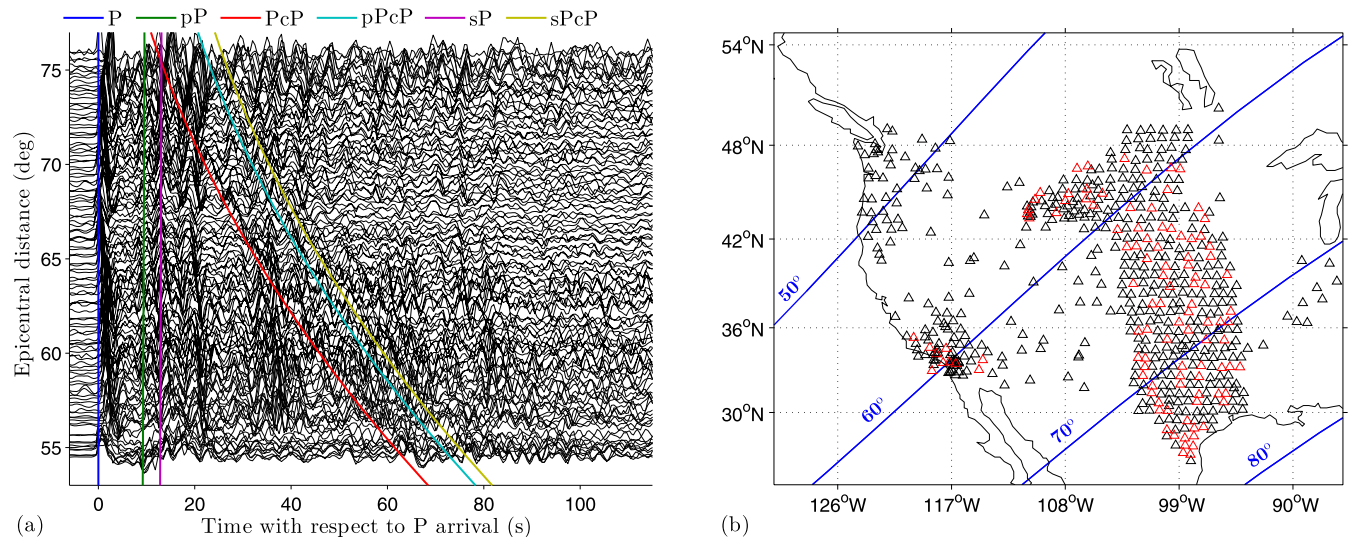 P pP PcP pPcP sP sPcP
75
70
65
60
55
Epicentral distance (deg)
0 20 40 60 80 100
(a) Time with respect to P arrival (s)
54°N
48°N
42°N
36°N
30°N
50°
60°
70°
80°
126°W 117°W 108°W 99°W 90°W
(b)